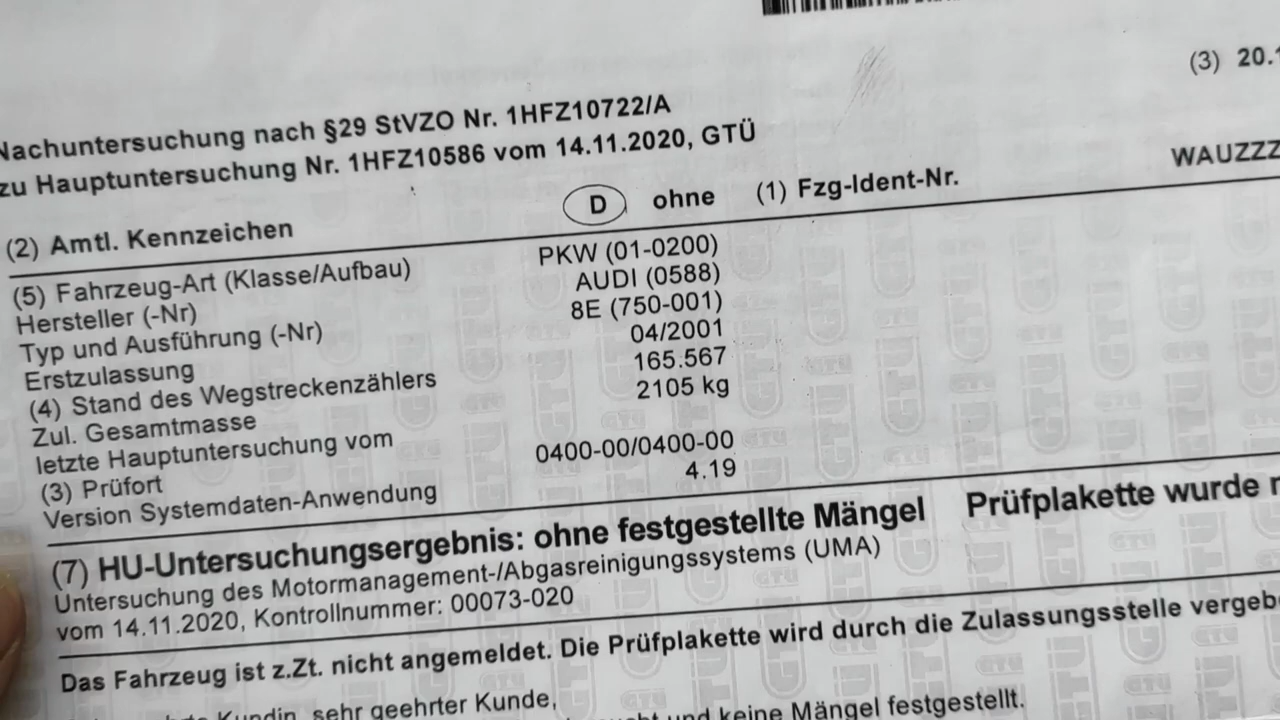 (3) 20.
Nachuntersuchung nach §29 StVZO Nr. 1HFZ10722/A
zu Hauptuntersuchung Nr. 1HFZ10586 vom 14.11.2020, GTÜ
(2) Amtl. Kennzeichen D ohne (1) Fzg-Ident-Nr. WAUZZZ
(5) Fahrzeug-Art (Klasse/Aufbau) PKW (01-0200)
Hersteller (-Nr) AUDI (0588)
Typ und Ausführung (-Nr) 8E (750-001)
Erstzulassung 04/2001
(4) Stand des Wegstreckenzählers 165.567
Zul. Gesamtmasse 2105 kg
letzte Hauptuntersuchung vom
(3) Prüfort 0400-00/0400-00
Version Systemdaten-Anwendung 4.19
(7) HU-Untersuchungsergebnis: ohne festgestellte Mängel Prüfplakette wurde
Untersuchung des Motormanagement-/Abgasreinigungssystems (UMA)
vom 14.11.2020, Kontrollnummer: 00073-020
Das Fahrzeug ist z.Zt. nicht angemeldet. Die Prüfplakette wird durch die Zulassungsstelle vergeb
Kundin, sehr geehrter Kunde,
und keine Mängel festgestellt.